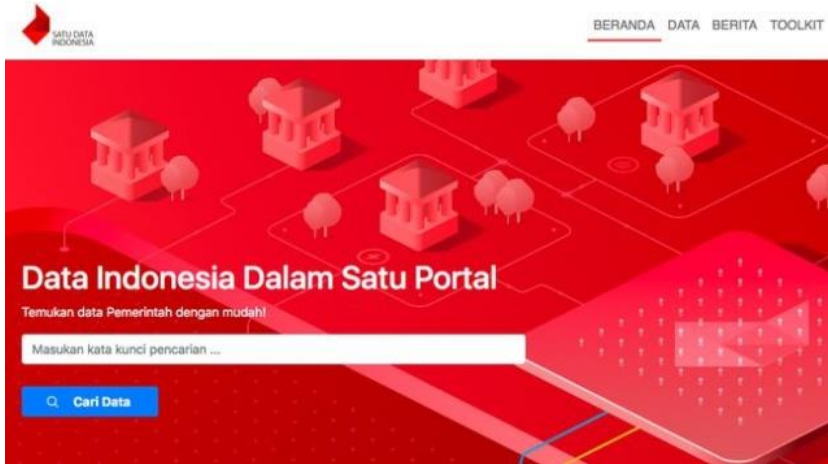 SATU DATA
INDONESIA
BERANDA DATA BERITA TOOLKIT
Data Indonesia Dalam Satu Portal
Temukan data Pemerintah dengan mudah!
Masukan kata kunci pencarian ...
Cari Data